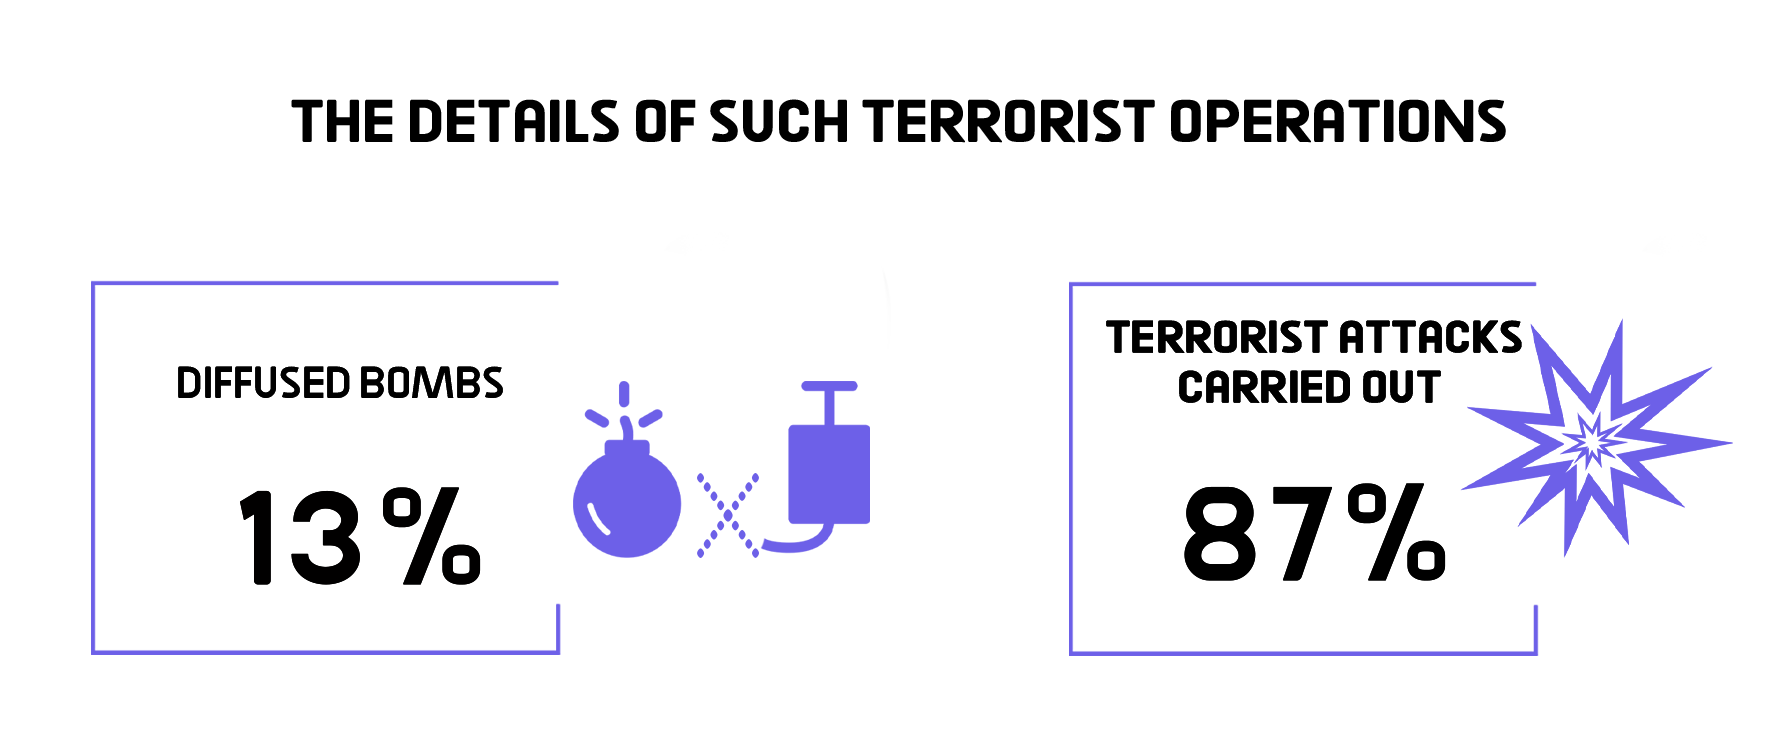 THE DETAILS OF SUCH TERRORIST OPERATIONS
DIFFUSED BOMBS
13%
TERRORIST ATTACKS
CARRIED OUT
87%